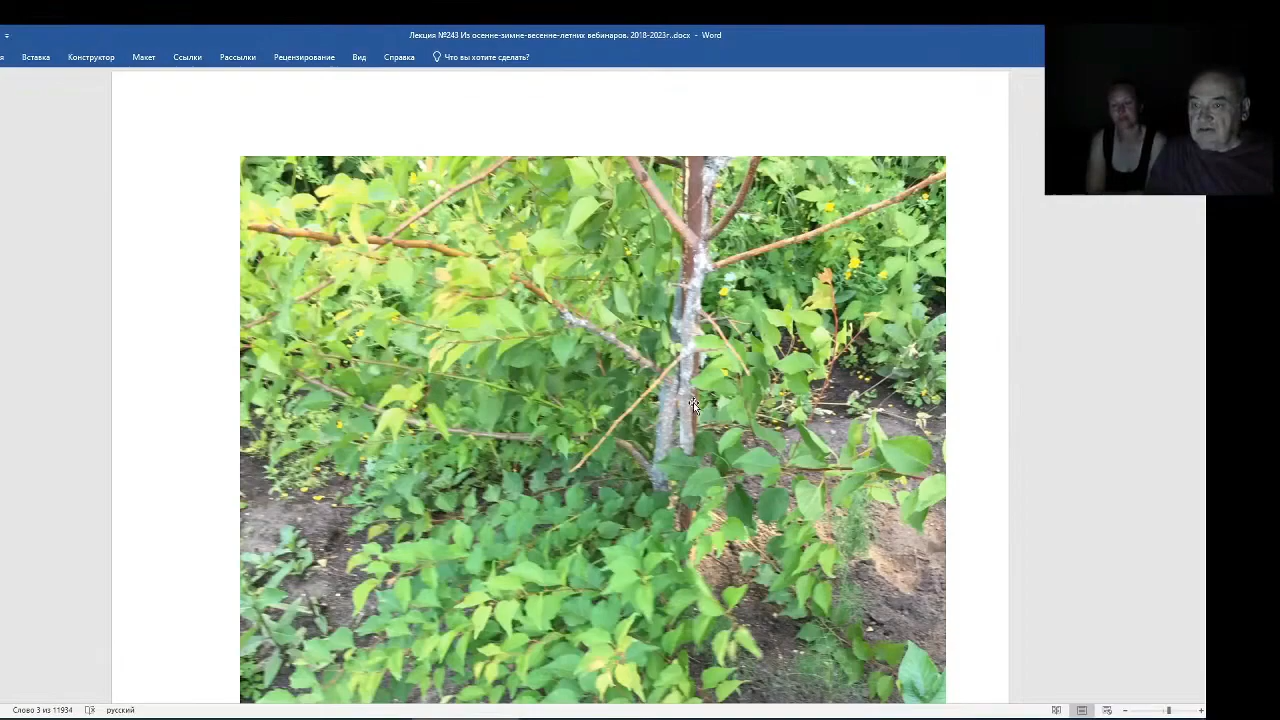 Лекция №243 Из осенне-зимне-весенне-летних вебинаров. 2018-2023г..docx - Word
я Вставка Конструктор Макет Ссылки Рассылки Рецензирование Вид Справка Что вы хотите сделать?
Слово 3 из 11934 русский